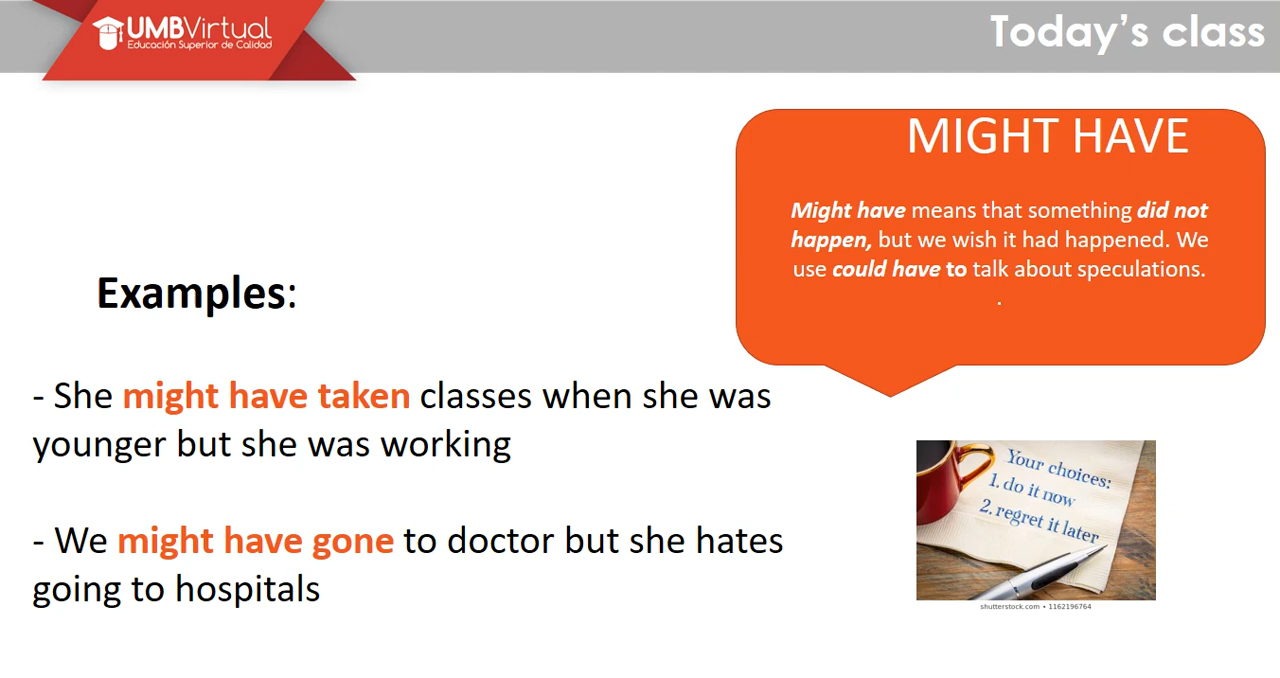 UMBVirtual
Educación Superior de Calidad
Today’s class
MIGHT HAVE
Might have means that something did not
happen, but we wish it had happened. We
use could have to talk about speculations.
.
Examples:
- She might have taken classes when she was
younger but she was working
- We might have gone to doctor but she hates
going to hospitals
Your choices:
1. do it now
2. regret it later
shutterstock.com • 1162196764